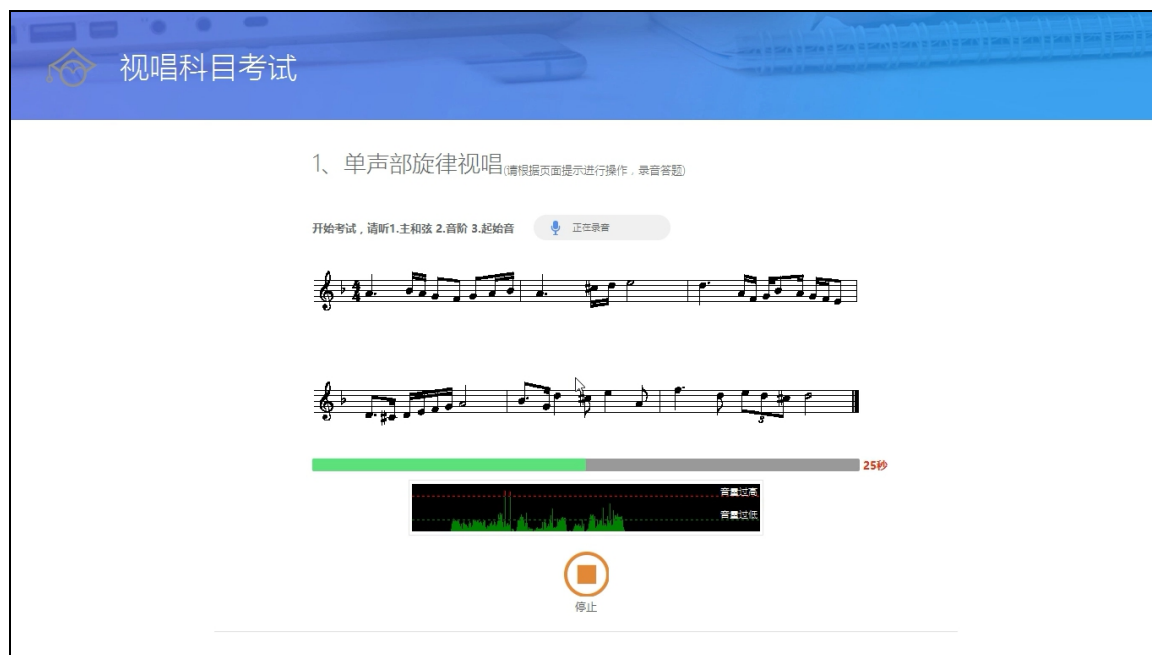 视唱科目考试
1、单声部旋律视唱(请根据页面提示进行操作，录音答题)
开始考试，请听1.主和弦 2.音阶 3.起始音
正在录音
4
4
3
25秒
音量过高
音量过低
停止